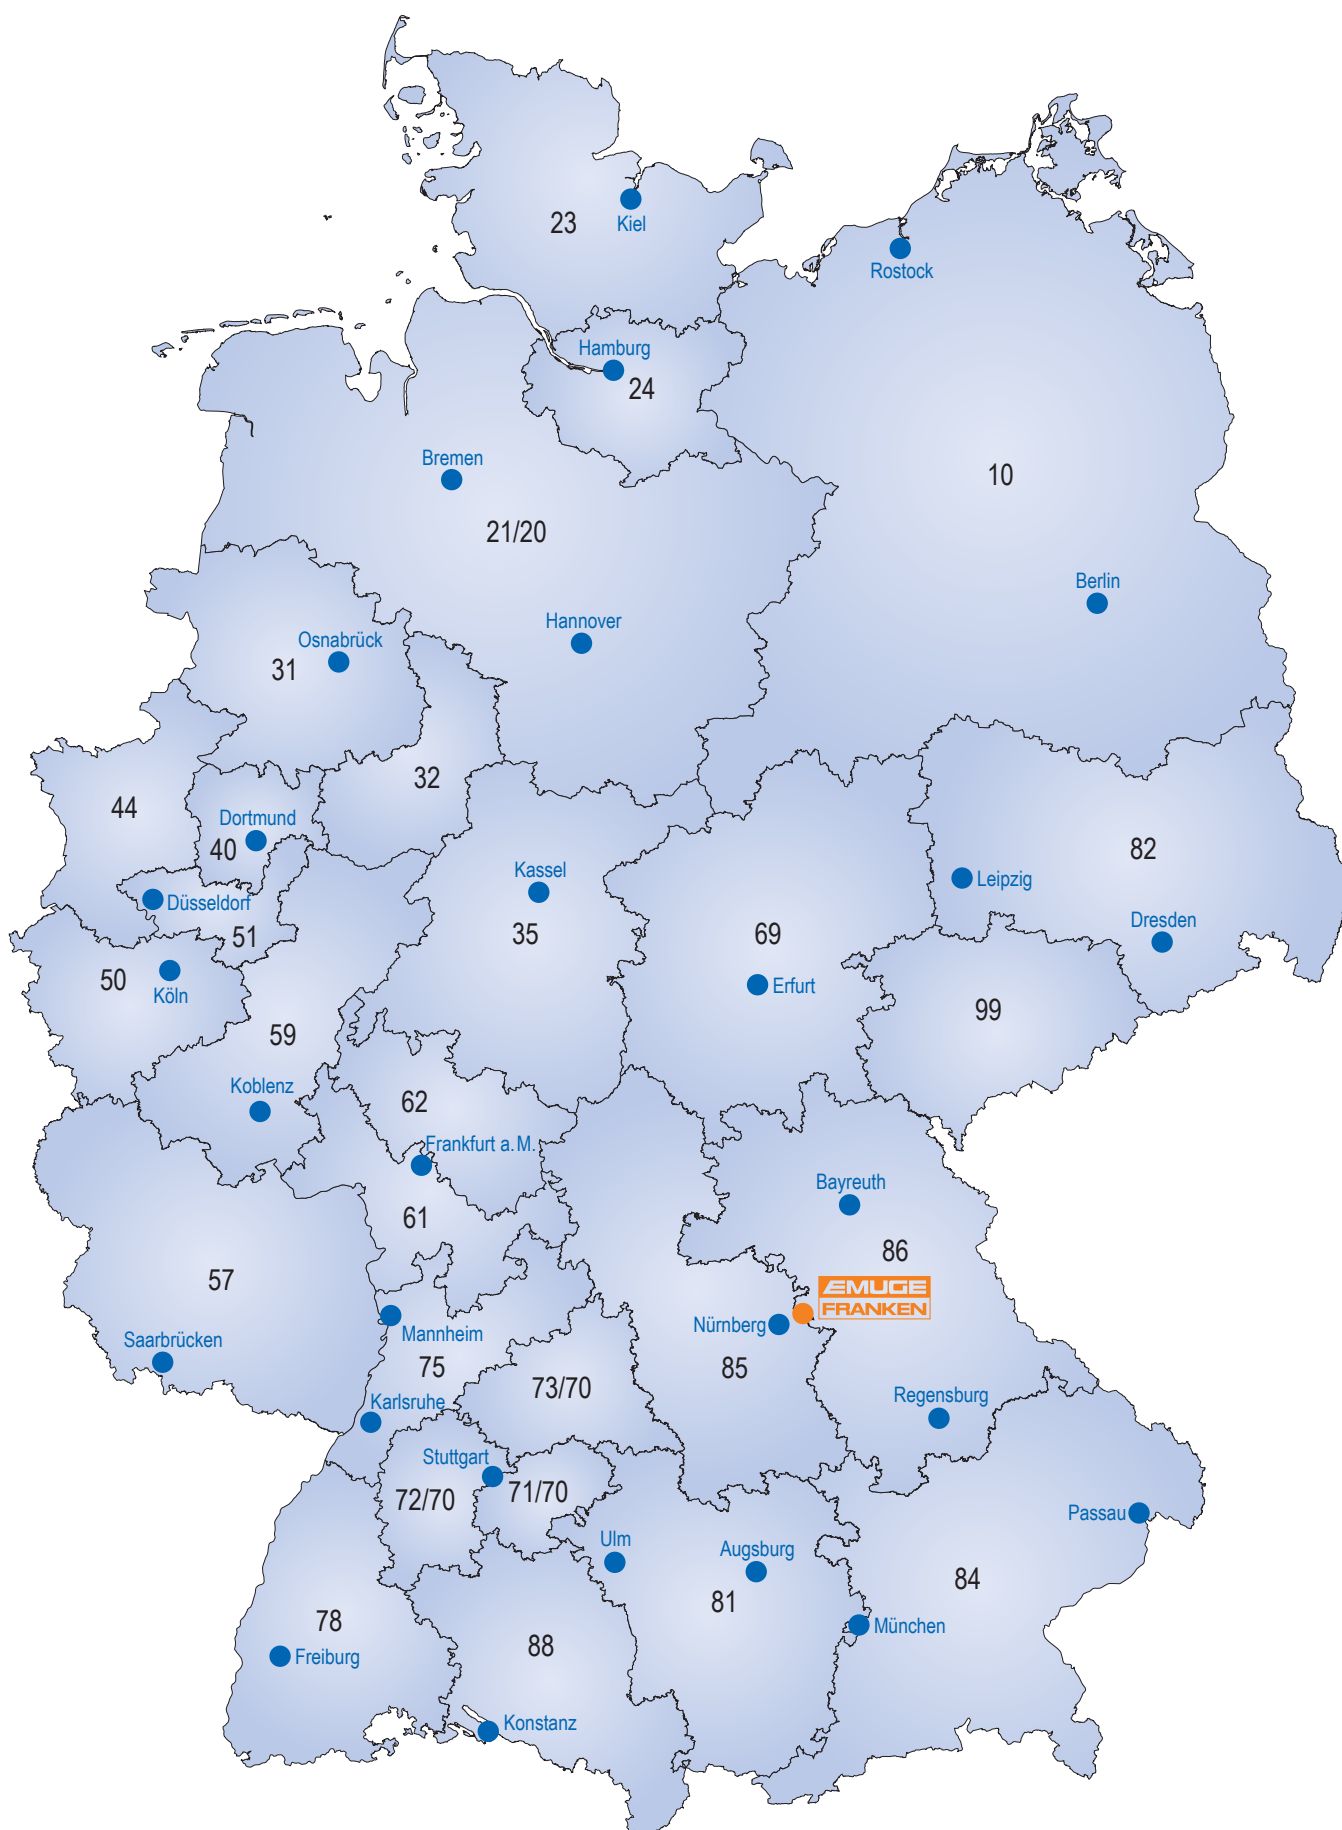 23
Kiel
Rostock
Hamburg
24
Bremen
10
21/20
Berlin
Hannover
Osnabrück
31
32
44
Dortmund
40
82
Kassel
Leipzig
Düsseldorf
Dresden
51
35
69
50
Köln
Erfurt
99
59
Koblenz
62
Frankfurt a.M.
Bayreuth
61
86
57
EMUGE
FRANKEN
Nürnberg
Mannheim
Saarbrücken
75
73/70
85
Karlsruhe
Regensburg
Stuttgart
72/70
71/70
Passau
Ulm
Augsburg
84
81
78
München
88
Freiburg
Konstanz